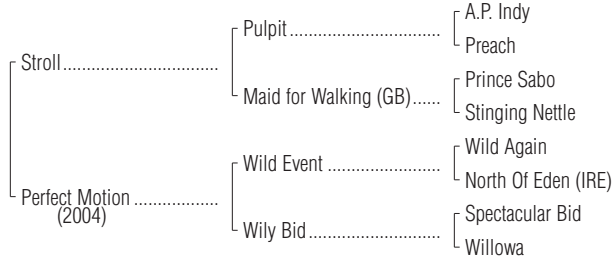 A.P. Indy
Pulpit
Preach
Stroll
Prince Sabo
Maid for Walking (GB)
Stinging Nettle
Wild Again
Wild Event
North Of Eden (IRE)
Perfect Motion
(2004)
Spectacular Bid
Wily Bid
Willowa